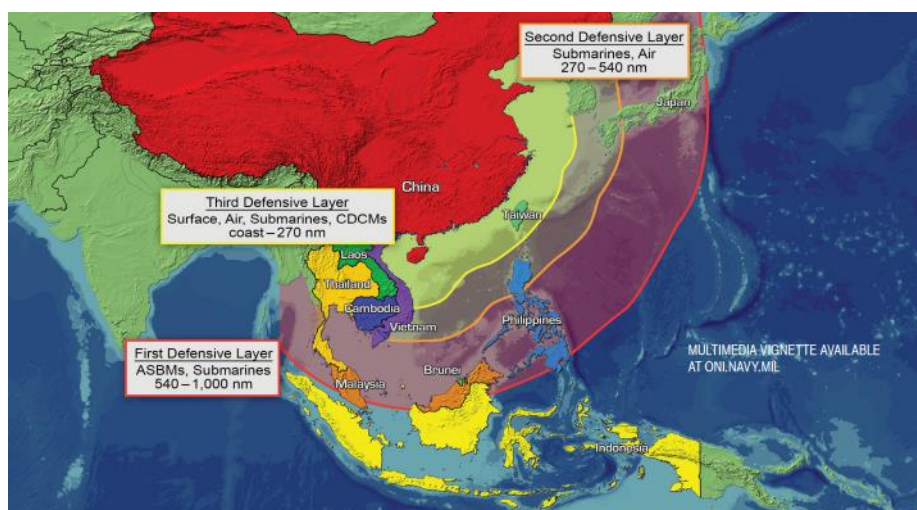 Second Defensive Layer
Submarines, Air
270 – 540 nm
Japan
China
Third Defensive Layer
Surface, Air, Submarines, CDCMs
coast – 270 nm
Taiwan
Laos
Thailand
Cambodia
Vietnam
Philippines
First Defensive Layer
ASBMs, Submarines
540 – 1,000 nm
MULTIMEDIA VIGNETTE AVAILABLE
AT ONI.NAVY.MIL
Malaysia
Brunei
Indonesia